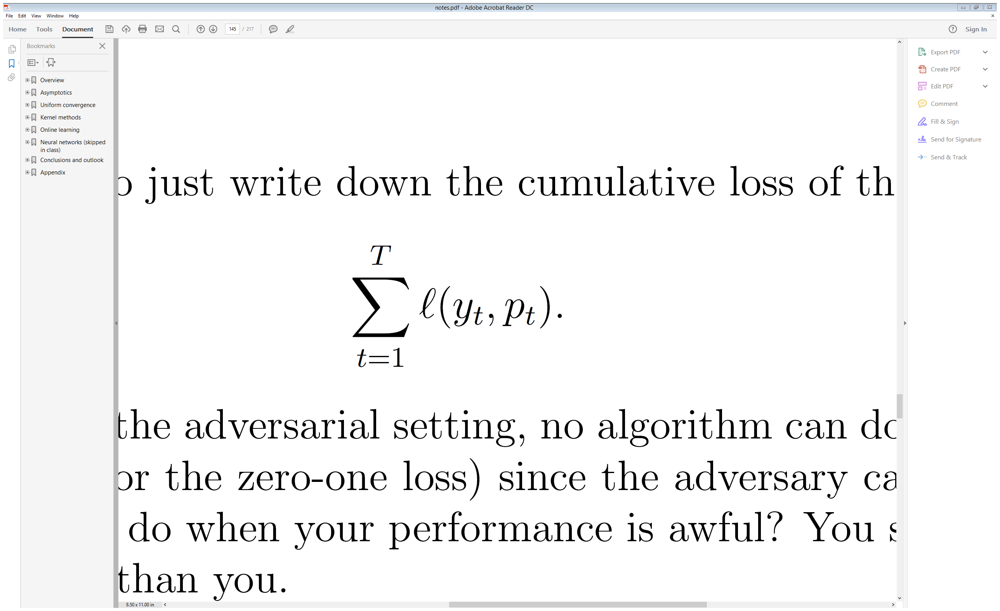 notes.pdf - Adobe Acrobat Reader DC
File Edit View Window Help
Home Tools Document 145 / 217 Sign In
Bookmarks
Overview
Asymptotics
Uniform convergence
Kernel methods
Online learning
Neural networks (skipped
in class)
Conclusions and outlook
Appendix
o just write down the cumulative loss of th
T
∑ ℓ(y_t, p_t).
t=1
the adversarial setting, no algorithm can do
or the zero-one loss) since the adversary ca
do when your performance is awful? You s
than you.
8.50 x 11.00 in
Export PDF
Create PDF
Edit PDF
Comment
Fill & Sign
Send for Signature
Send & Track